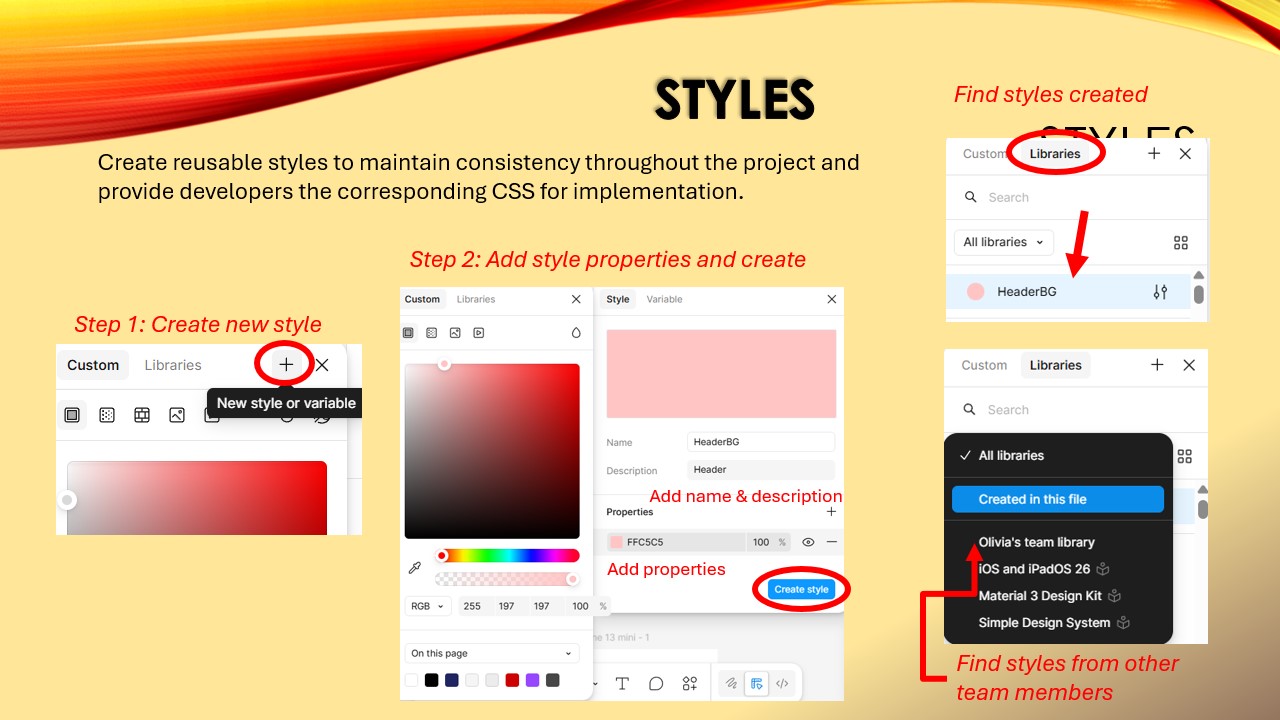 STYLES
Create reusable styles to maintain consistency throughout the project and
provide developers the corresponding CSS for implementation.
Step 1: Create new style
Custom Libraries
New style or variable
Step 2: Add style properties and create
Custom Libraries
RGB 255 197 197 100 %
On this page
Style Variable
Name HeaderBG
Description Header
Add name & description
Properties
FFC5C5 100 %
Add properties
Create style
ne 13 mini - 1
Find styles created
STYLES
Custom Libraries
Search
All libraries
HeaderBG
Custom Libraries
Search
All libraries
Created in this file
Olivia's team library
iOS and iPadOS 26
Material 3 Design Kit
Simple Design System
Find styles from other
team members